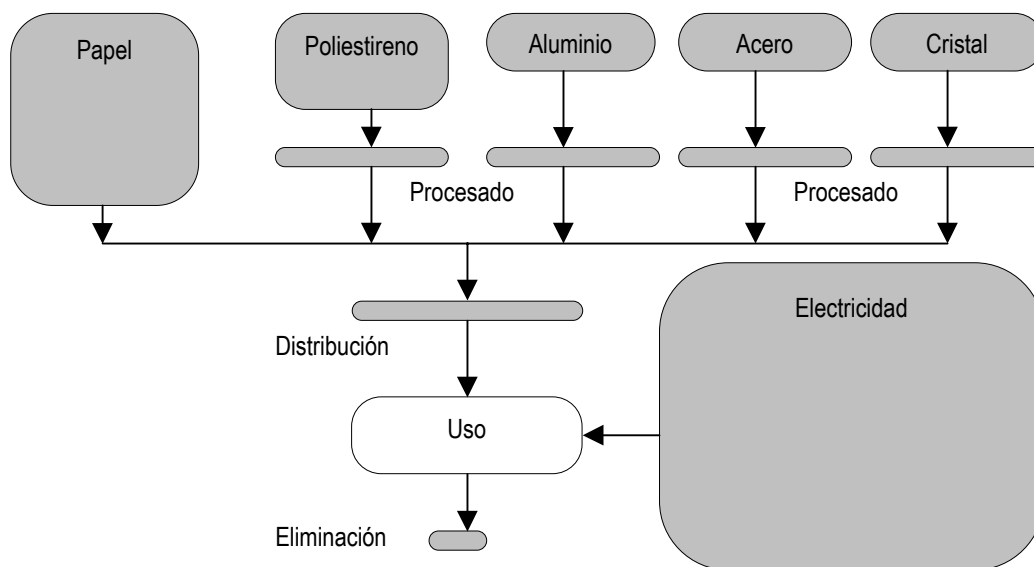 Papel
Poliestireno
Aluminio
Acero
Cristal
Procesado
Procesado
Electricidad
Distribución
Uso
Eliminación